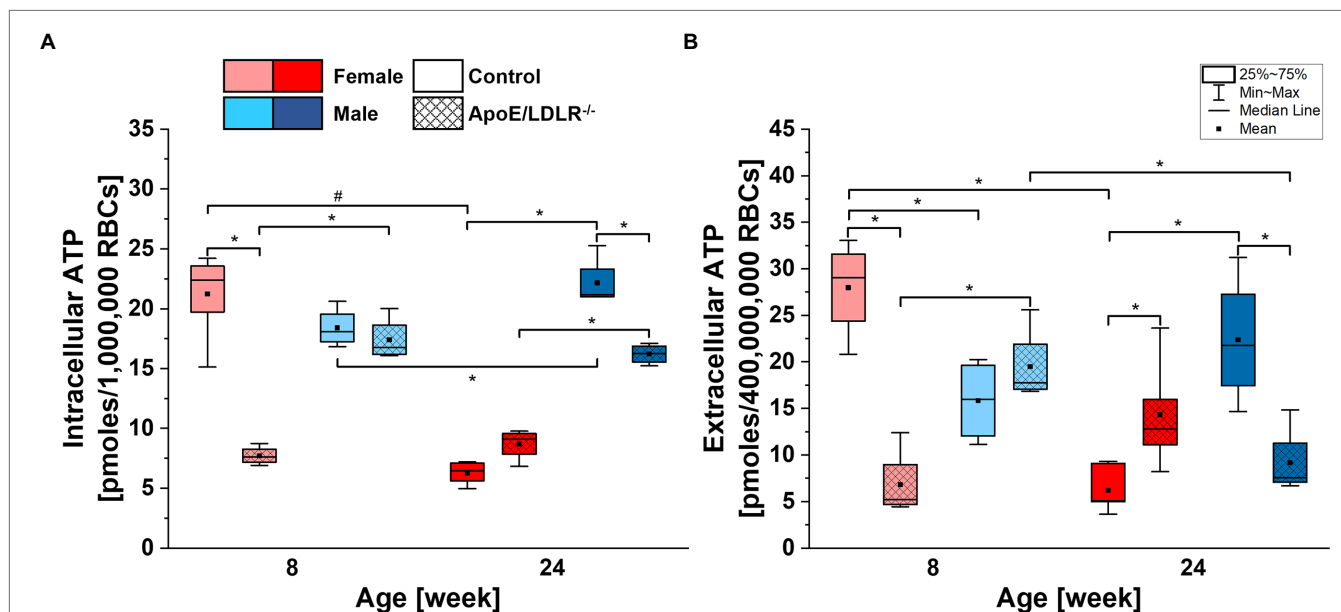 A
B
Female
Control
Male
ApoE/LDLR-/-
25%~75%
Min~Max
Median Line
Mean
Intracellular ATP
[pmoles/1,000,000 RBCs]
35
30
25
20
15
10
5
0
#
*
*
*
*
*
*
8
24
Age [week]
Extracellular ATP
[pmoles/400,000,000 RBCs]
45
40
35
30
25
20
15
10
5
0
*
*
*
*
*
*
*
*
8
24
Age [week]